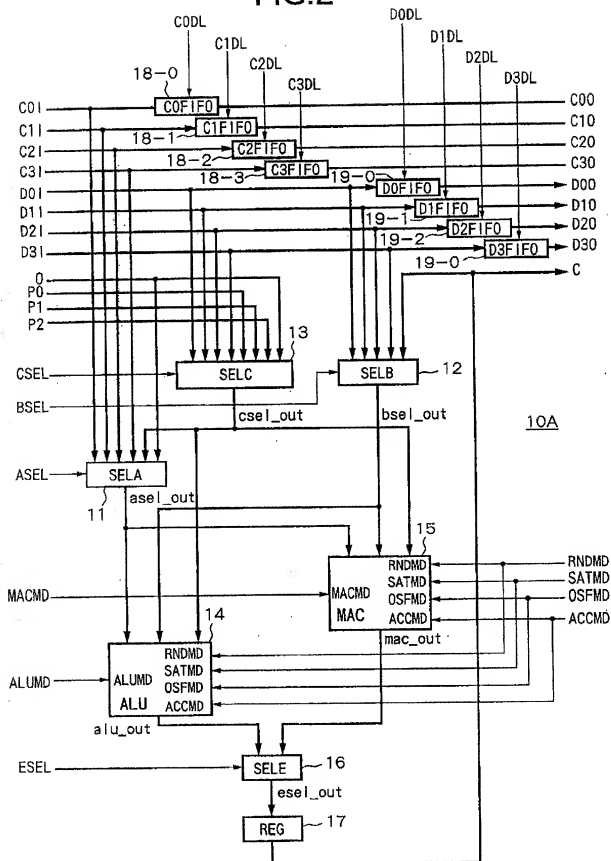 FIG.2
C0DL
D0DL
C1DL
D1DL
C2DL
D2DL
C3DL
D3DL
18-0
C0I
C0FIFO
C00
C1I
C1FIFO
C10
18-1
C2I
C2FIFO
C20
18-2
C3I
C3FIFO
19-0
C30
18-3
D0I
D0FIFO
D00
D1I
19-1
D1FIFO
D10
D2I
19-2
D2FIFO
D20
D3I
19-0
D3FIFO
D30
0
C
P0
P1
P2
13
CSEL
SELC
SELB
12
BSEL
csel_out
bsel_out
10A
ASEL
SELA
11
asel_out
15
RNDMD
RNDMD
SATMD
SATMD
MACMD
MACMD
OSFMD
OSFMD
MAC
ACCMD
ACCMD
14
mac_out
RNDMD
SATMD
ALUMD
ALUMD
OSFMD
ALU
ACCMD
alu_out
ESEL
SELE
16
esel_out
REG
17